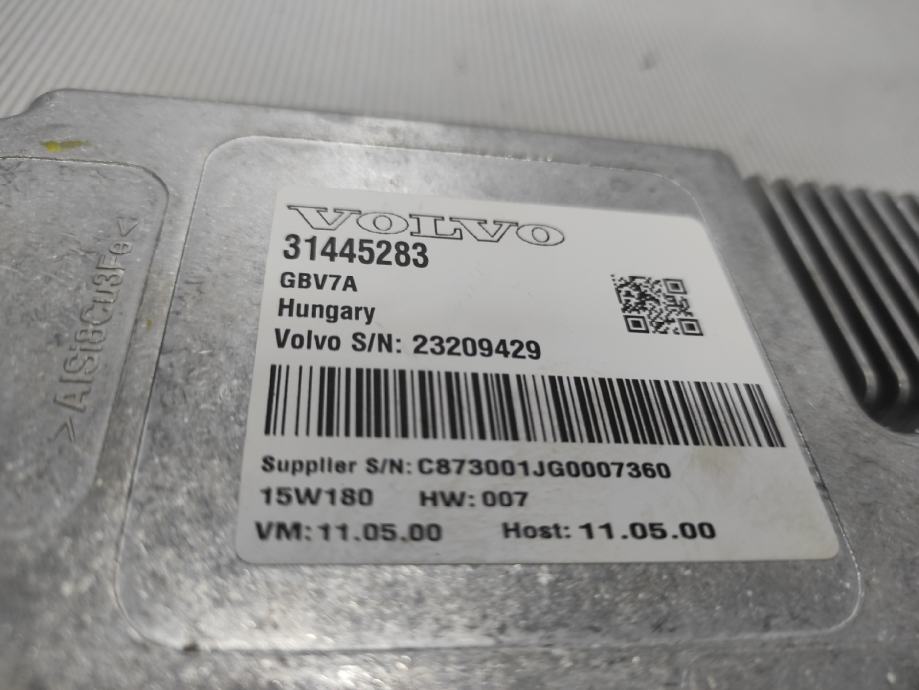 VOLVO
31445283
GBV7A
Hungary
Volvo S/N: 23209429
Supplier S/N: C873001JG0007360
15W180 HW: 007
VM: 11.05.00 Host: 11.05.00
>AlSi9Cu3Fe<